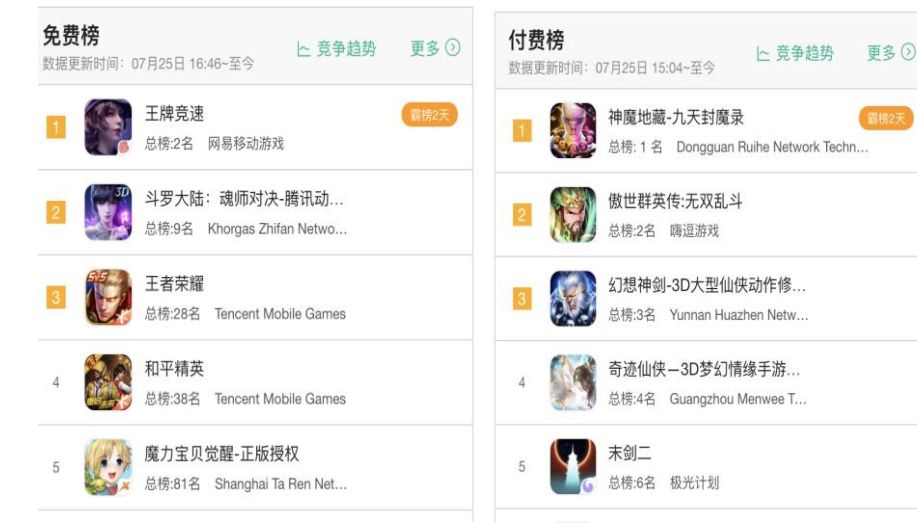 免费榜
竞争趋势
更多
数据更新时间：07月25日 16:46~至今
1
3D
5v5
王牌竞速
霸榜2天
总榜:2名 网易移动游戏
2
斗罗大陆：魂师对决-腾讯动...
总榜:9名 Khorgas Zhifan Netwo...
3
王者荣耀
总榜:28名 Tencent Mobile Games
4
和平精英
总榜:38名 Tencent Mobile Games
5
魔力宝贝觉醒-正版授权
总榜:81名 Shanghai Ta Ren Net...
付费榜
竞争趋势
更多
数据更新时间：07月25日 15:04~至今
1
神魔地藏-九天封魔录
霸榜2天
总榜: 1 名 Dongguan Ruihe Network Techn...
2
傲世群英传:无双乱斗
总榜:2名 嗨逗游戏
3
幻想神剑-3D大型仙侠动作修...
总榜:3名 Yunnan Huazhen Netw...
4
奇迹仙侠—3D梦幻情缘手游...
总榜:4名 Guangzhou Menwee T...
5
末剑二
总榜:6名 极光计划